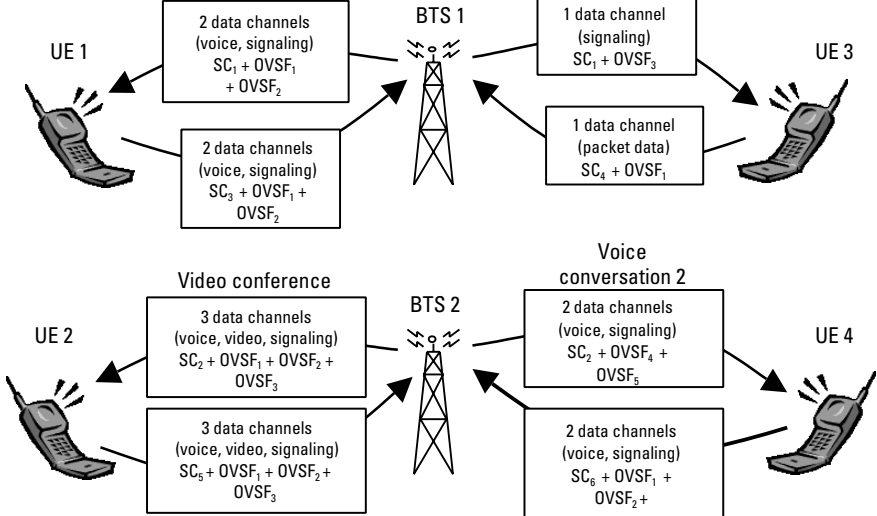 UE 1
2 data channels
(voice, signaling)
SC₁ + OVSF₁
+ OVSF₂
BTS 1
1 data channel
(signaling)
SC₁ + OVSF₃
UE 3
2 data channels
(voice, signaling)
SC₃ + OVSF₁ +
OVSF₂
1 data channel
(packet data)
SC₄ + OVSF₁
Video conference
Voice
conversation 2
UE 2
3 data channels
(voice, video, signaling)
SC₂ + OVSF₁ + OVSF₂ +
OVSF₃
BTS 2
2 data channels
(voice, signaling)
SC₂ + OVSF₄ +
OVSF₅
UE 4
3 data channels
(voice, video, signaling)
SC₅ + OVSF₁ + OVSF₂ +
OVSF₃
2 data channels
(voice, signaling)
SC₆ + OVSF₁ +
OVSF₂ +